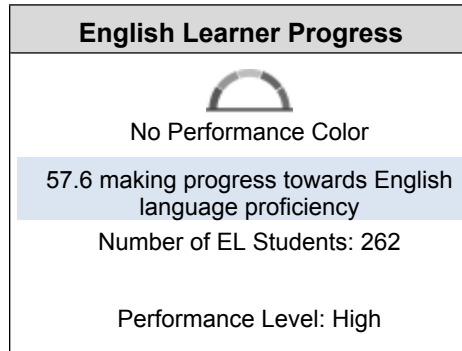 English Learner Progress
No Performance Color
57.6 making progress towards English
language proficiency
Number of EL Students: 262
Performance Level: High